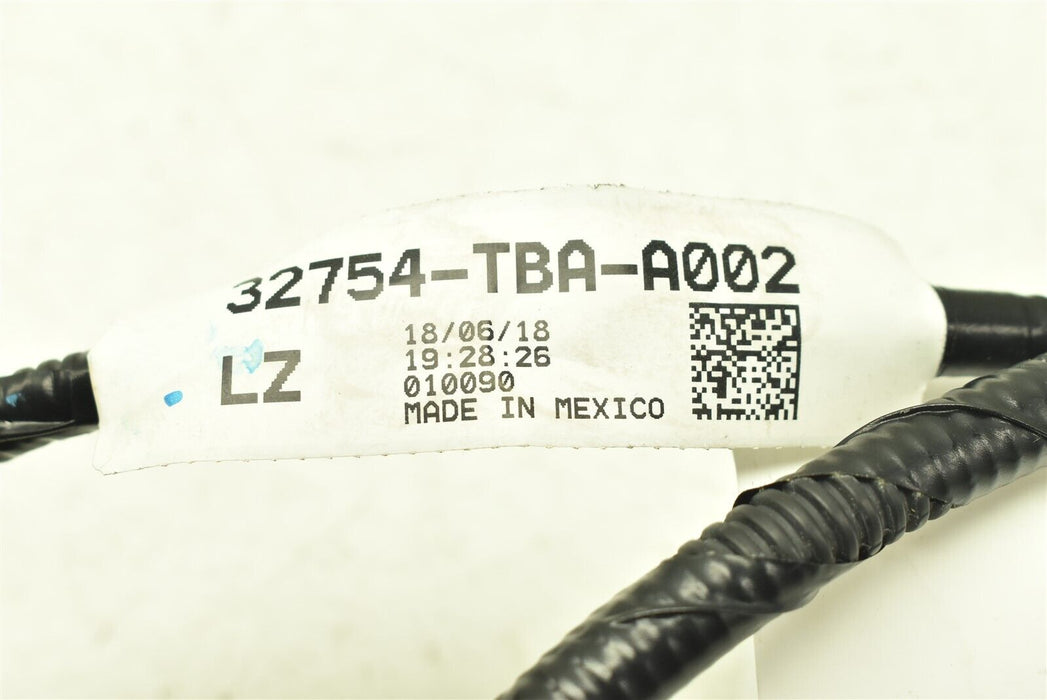 32754-TBA-A002
LZ
18/06/18
19:28:26
010090
MADE IN MEXICO